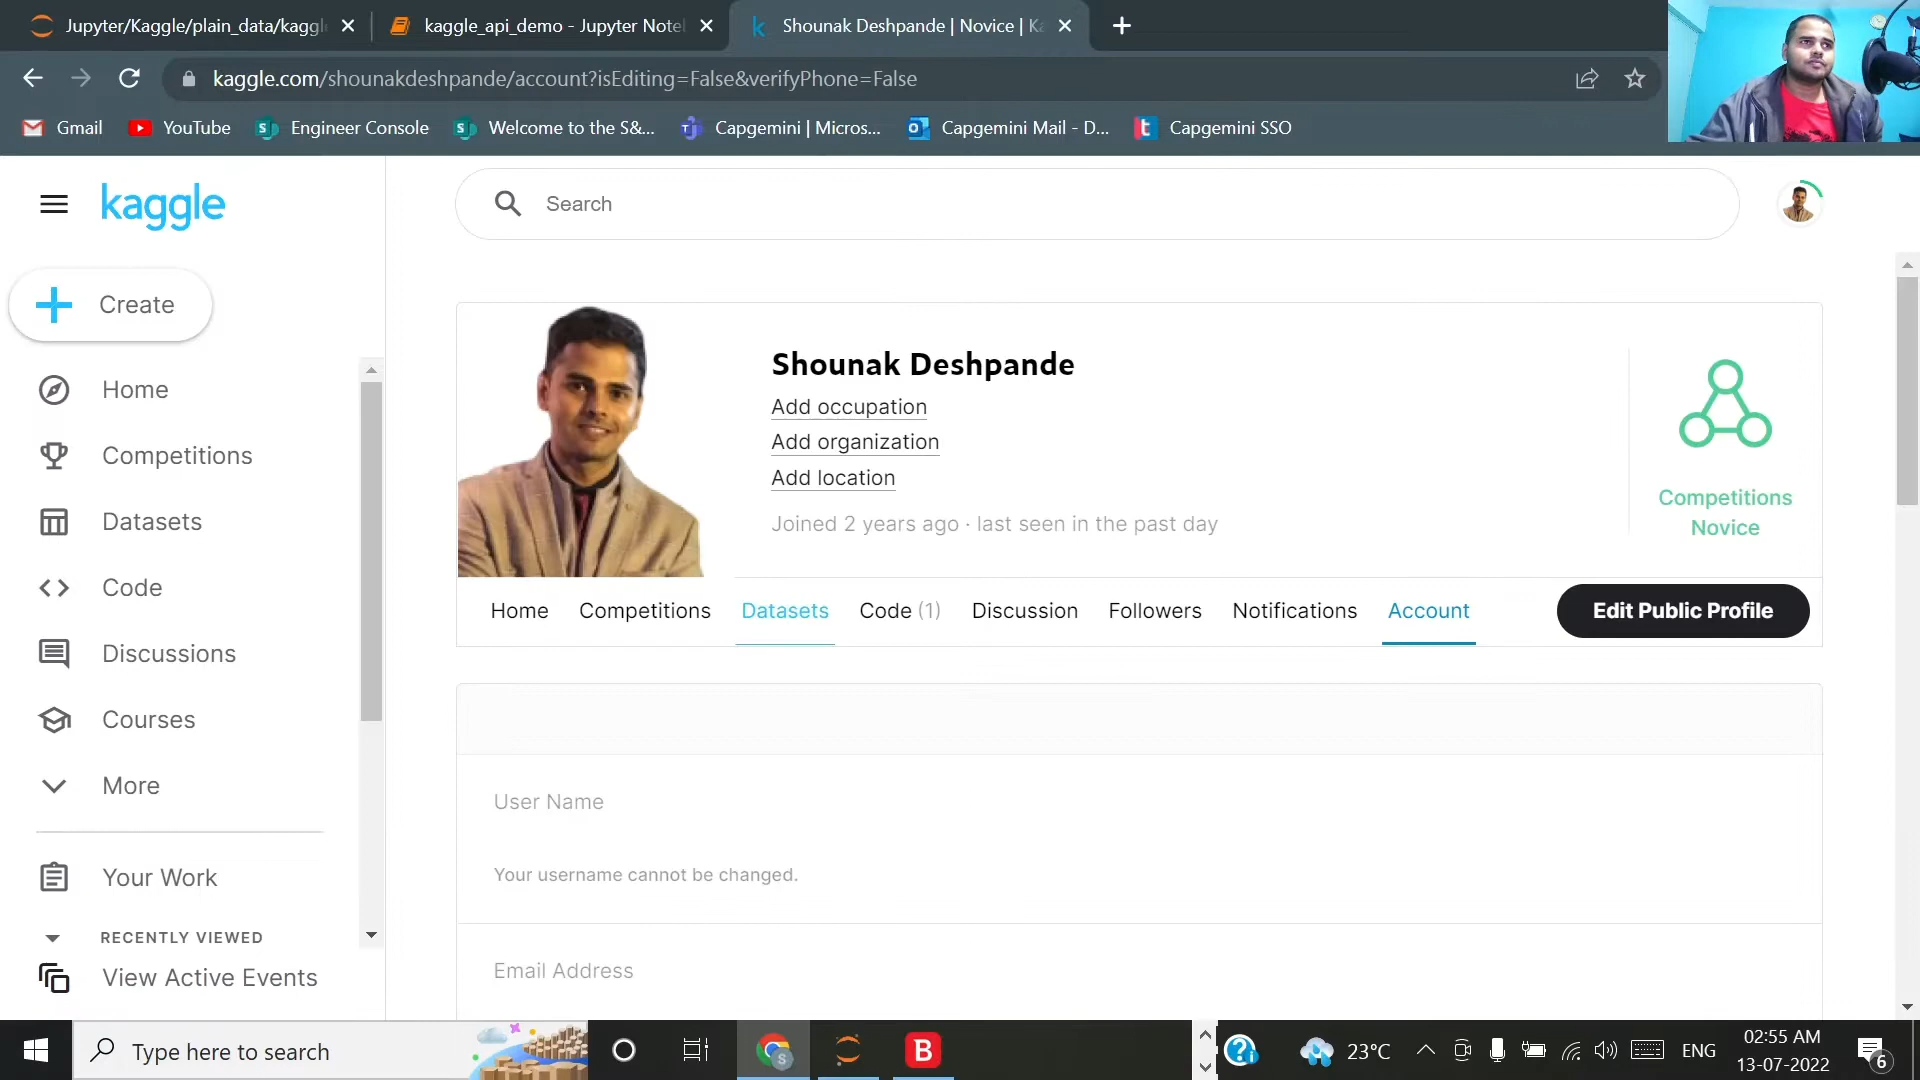 Jupyter/Kaggle/plain_data/kaggl
kaggle_api_demo - Jupyter Note
Shounak Deshpande | Novice | Ka
kaggle.com/shounakdeshpande/account?isEditing=False&verifyPhone=False
Gmail
YouTube
Engineer Console
Welcome to the S&...
Capgemini | Micros...
Capgemini Mail - D...
Capgemini SSO
kaggle
Search
Create
Home
Competitions
Datasets
Code
Discussions
Courses
More
Your Work
RECENTLY VIEWED
View Active Events
Shounak Deshpande
Add occupation
Add organization
Add location
Joined 2 years ago · last seen in the past day
Competitions
Novice
Home Competitions Datasets Code (1) Discussion Followers Notifications Account
Edit Public Profile
User Name
Your username cannot be changed.
Email Address
Type here to search
23°C
ENG
02:55 AM
13-07-2022
6